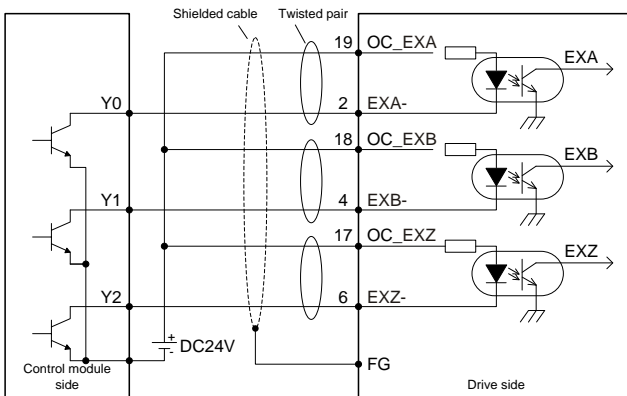 Shielded cable
Twisted pair
19
OC_EXA
EXA
Y0
2
EXA-
18
OC_EXB
EXB
Y1
4
EXB-
17
OC_EXZ
EXZ
Y2
6
EXZ-
+
DC24V
-
Control module
side
FG
Drive side